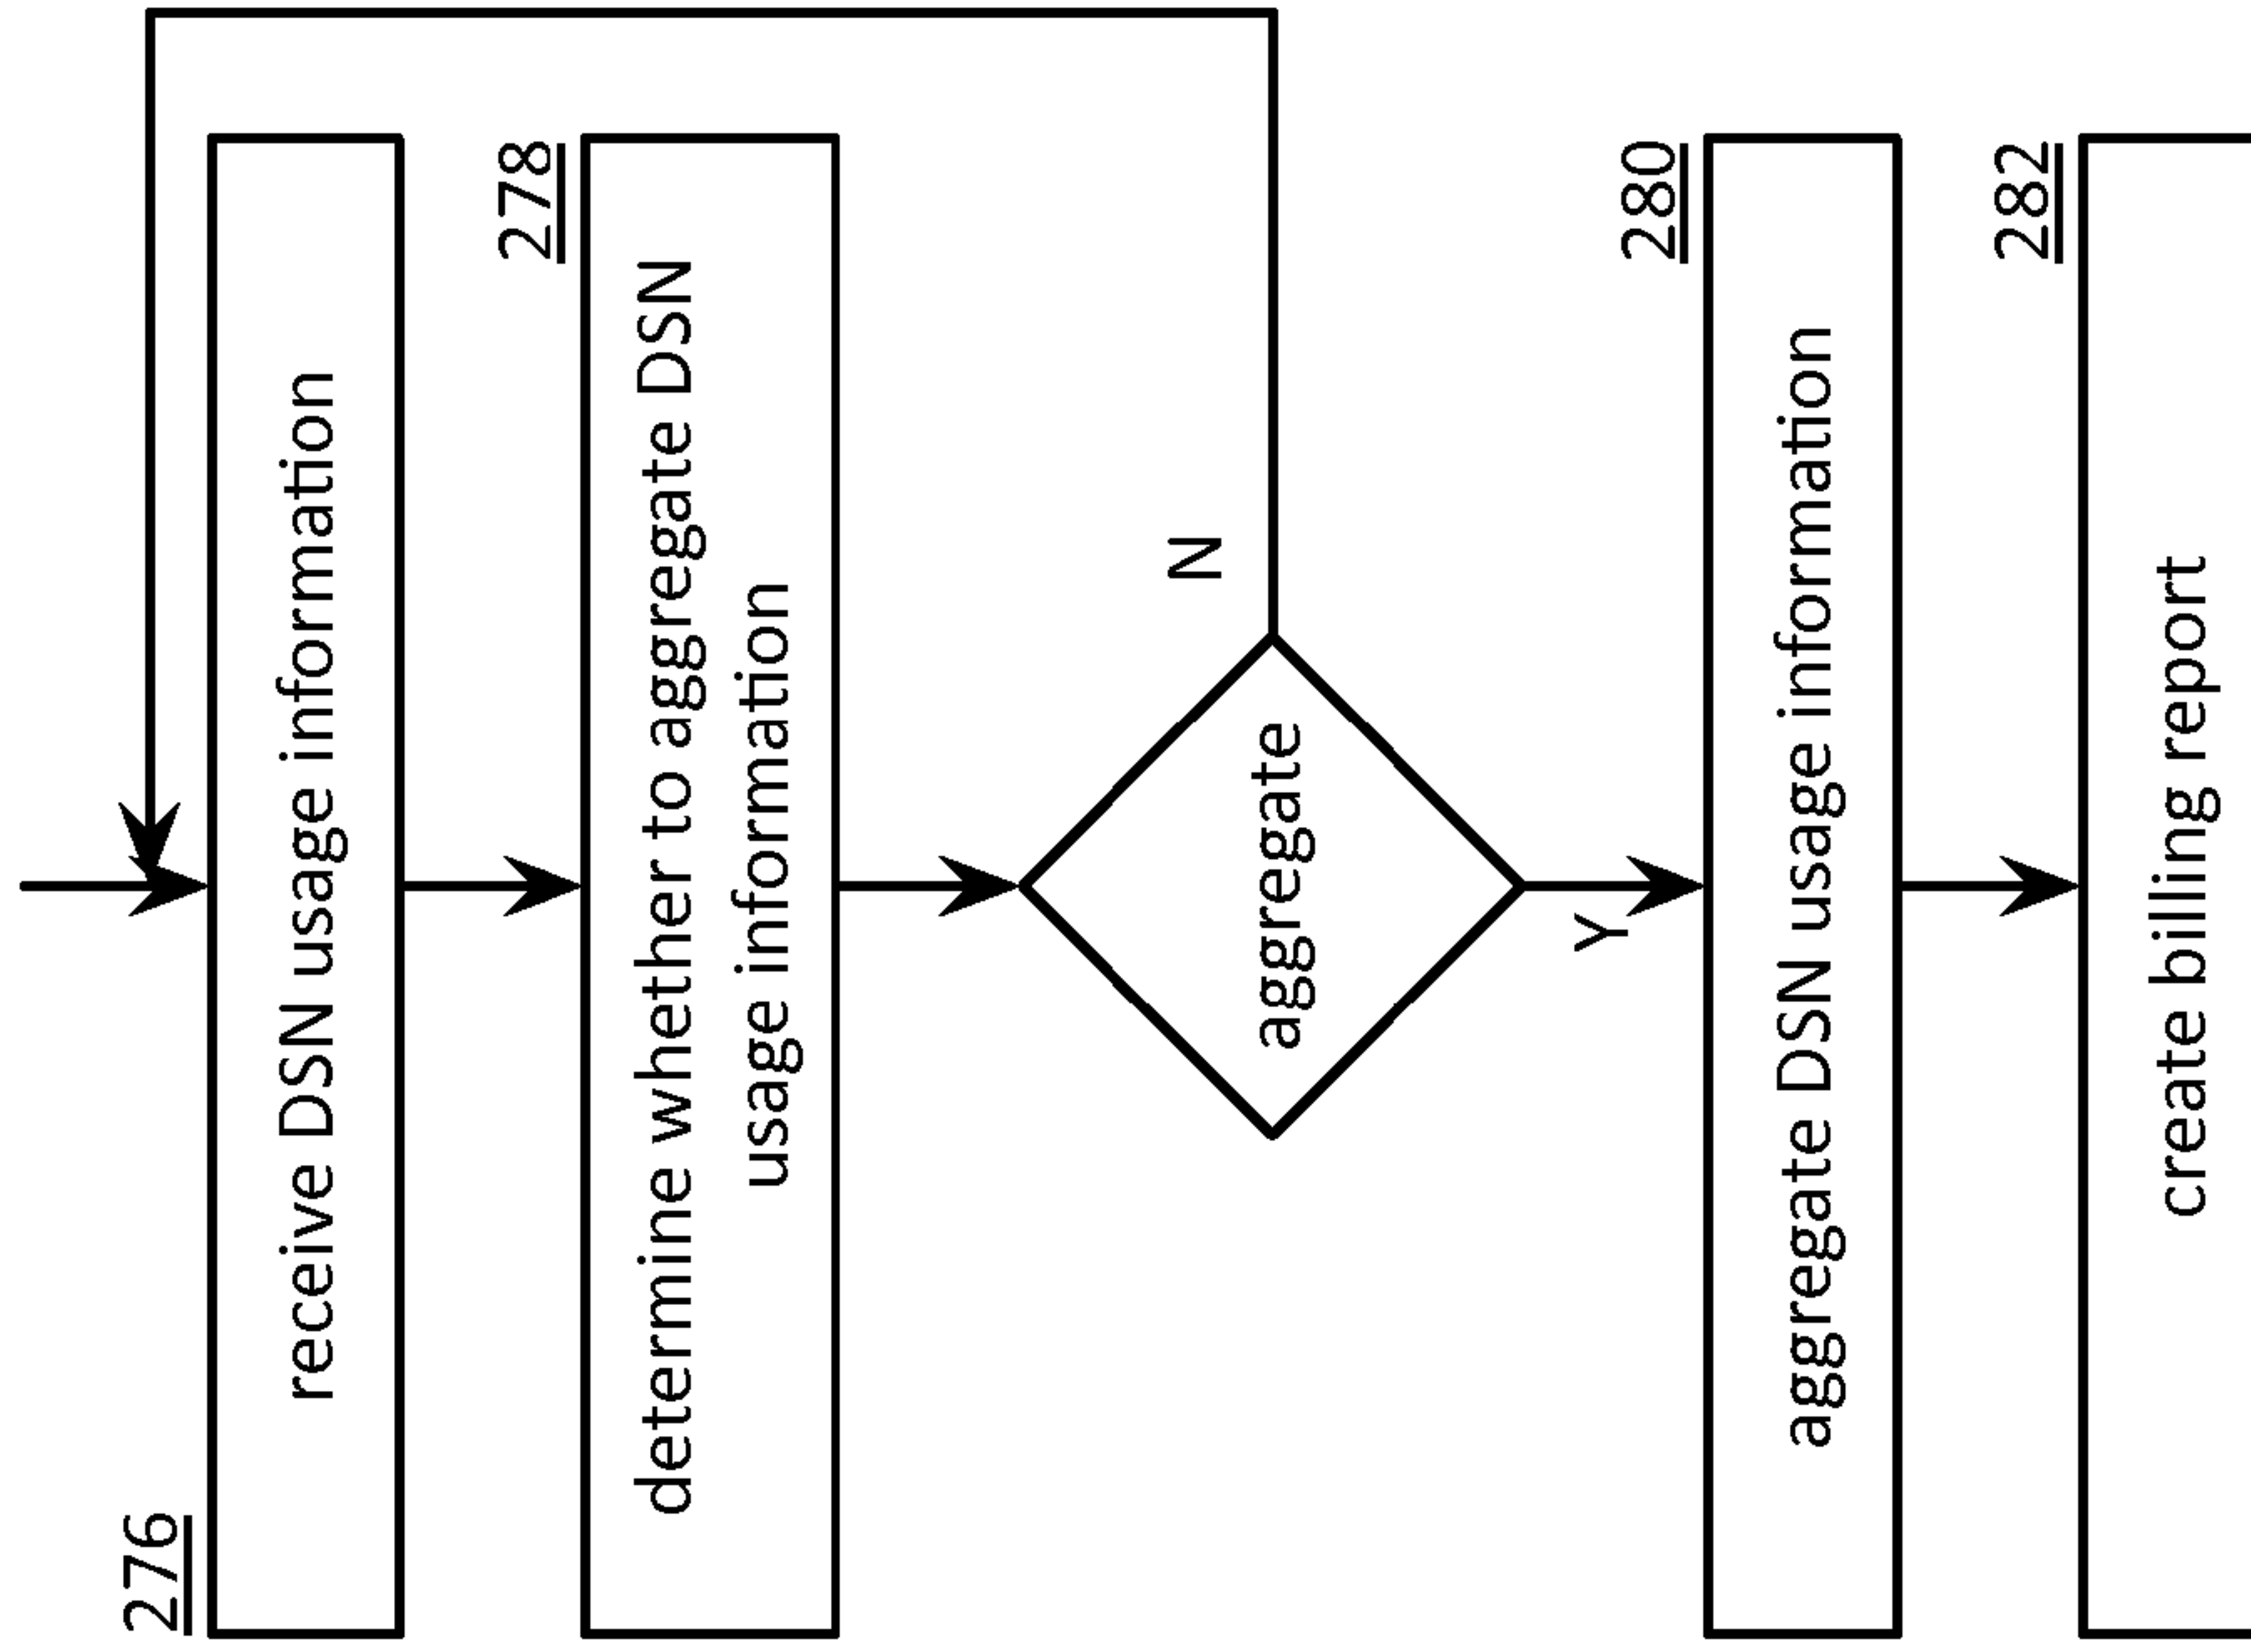 276
receive DSN usage information
278
determine whether to aggregate DSN
usage information
aggregate
N
Y
280
aggregate DSN usage information
282
create billing report